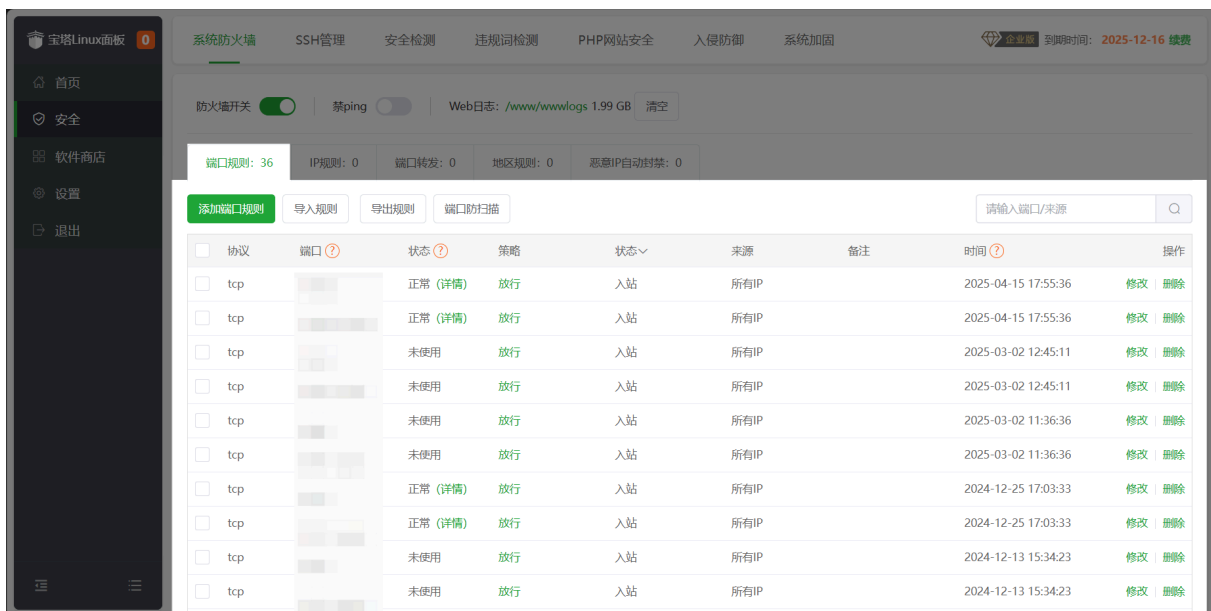 宝塔Linux面板 0
首页
安全
软件商店
设置
退出
系统防火墙 SSH管理 安全检测 违规词检测 PHP网站安全 入侵防御 系统加固 企业版 到期时间：2025-12-16 续费
防火墙开关 禁ping Web日志：/www/wwwlogs 1.99 GB 清空
端口规则：36 IP规则：0 端口转发：0 地区规则：0 恶意IP自动封禁：0
添加端口规则 导入规则 导出规则 端口防扫描 请输入端口/来源
协议 端口 ? 状态 ? 策略 状态 来源 备注 时间 ? 操作
tcp 正常 (详情) 放行 入站 所有IP 2025-04-15 17:55:36 修改 删除
tcp 正常 (详情) 放行 入站 所有IP 2025-04-15 17:55:36 修改 删除
tcp 未使用 放行 入站 所有IP 2025-03-02 12:45:11 修改 删除
tcp 未使用 放行 入站 所有IP 2025-03-02 12:45:11 修改 删除
tcp 未使用 放行 入站 所有IP 2025-03-02 11:36:36 修改 删除
tcp 未使用 放行 入站 所有IP 2025-03-02 11:36:36 修改 删除
tcp 正常 (详情) 放行 入站 所有IP 2024-12-25 17:03:33 修改 删除
tcp 正常 (详情) 放行 入站 所有IP 2024-12-25 17:03:33 修改 删除
tcp 未使用 放行 入站 所有IP 2024-12-13 15:34:23 修改 删除
tcp 未使用 放行 入站 所有IP 2024-12-13 15:34:23 修改 删除